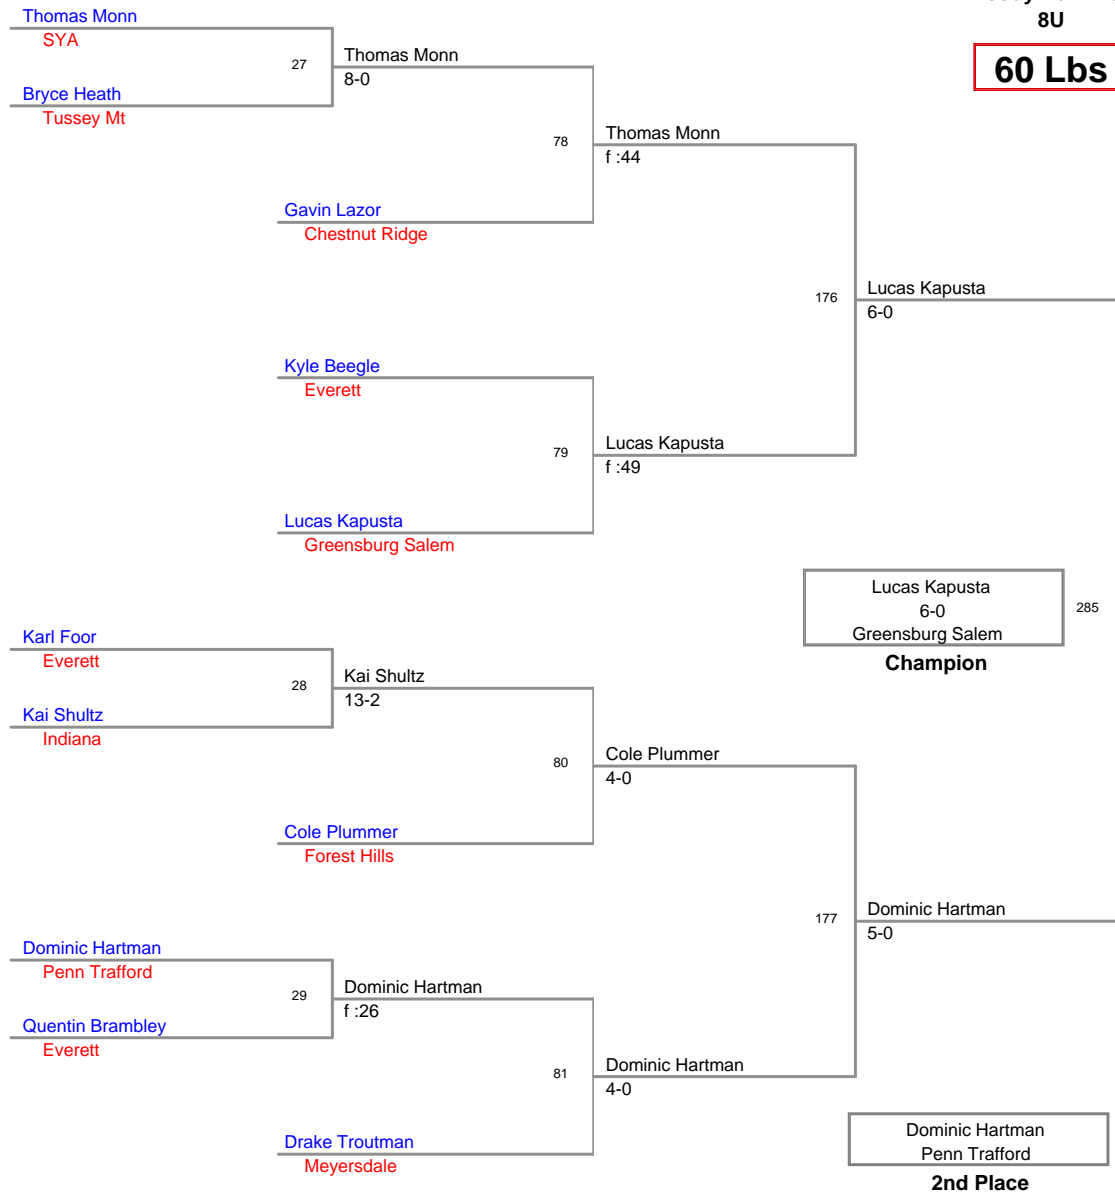 8U
60 Lbs
Thomas Monn
SYA
27
Thomas Monn
8-0
Bryce Heath
Tussey Mt
78
Thomas Monn
f :44
Gavin Lazor
Chestnut Ridge
176
Lucas Kapusta
6-0
Kyle Beegle
Everett
79
Lucas Kapusta
f :49
Lucas Kapusta
Greensburg Salem
Lucas Kapusta
6-0
Greensburg Salem
285
Champion
Karl Foor
Everett
28
Kai Shultz
13-2
Kai Shultz
Indiana
80
Cole Plummer
4-0
Cole Plummer
Forest Hills
177
Dominic Hartman
5-0
Dominic Hartman
Penn Trafford
29
Dominic Hartman
f :26
Quentin Brambley
Everett
81
Dominic Hartman
4-0
Drake Troutman
Meyersdale
Dominic Hartman
Penn Trafford
2nd Place